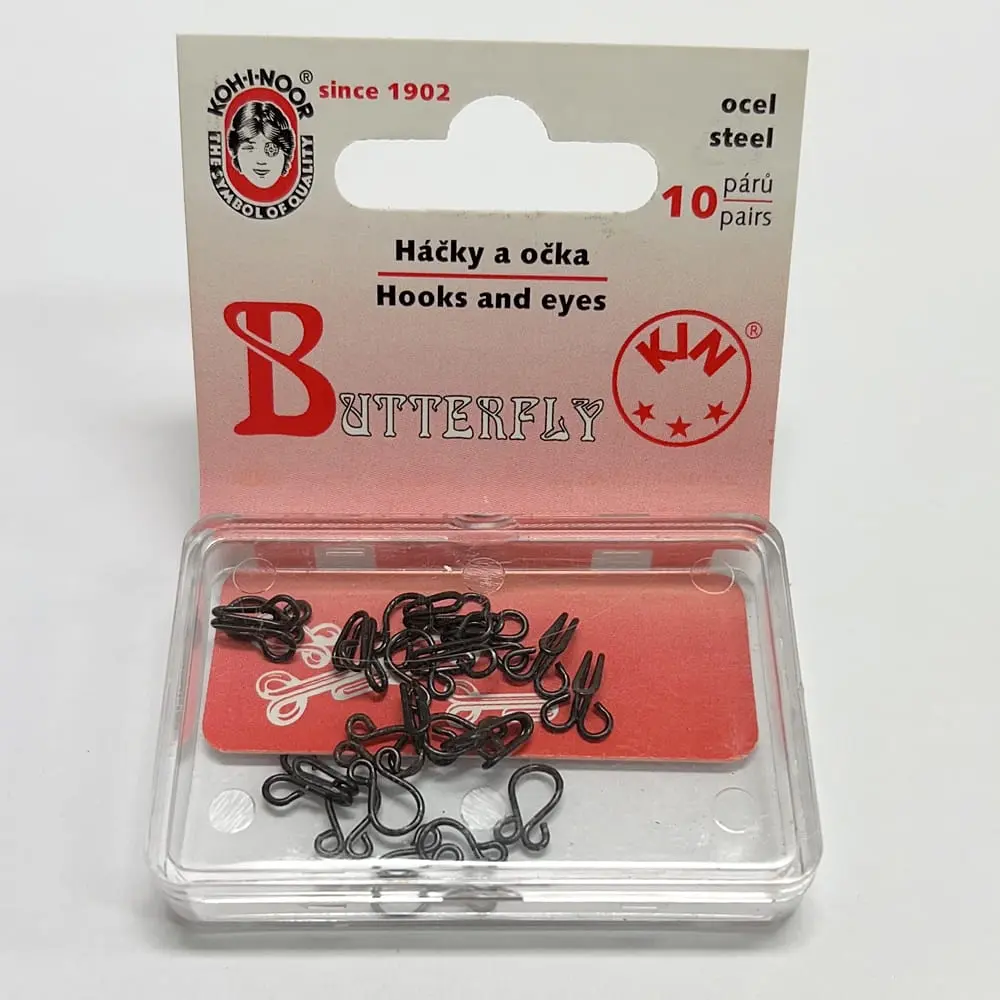 KOH-I-NOOR®
THE SYMBOL OF QUALITY
since 1902
ocel
steel
10 párů
pairs
Háčky a očka
Hooks and eyes
BUTTERFLY
KIN®